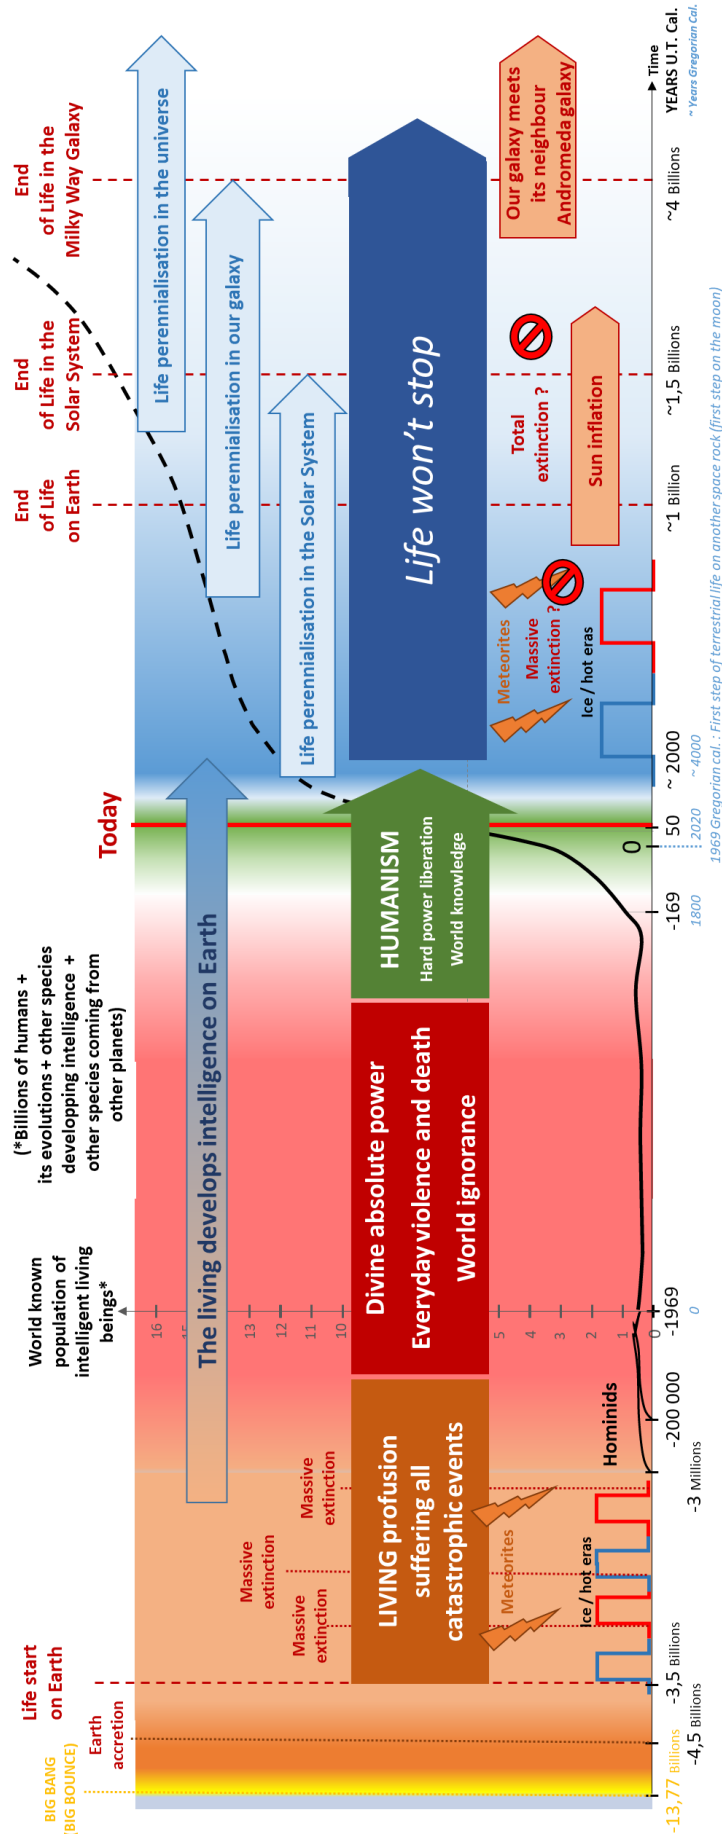 BIG BANG
(BIG BOUNCE)
Earth
accretion
Life start
on Earth
World known
population of
intelligent living
beings*
(*Billions of humans +
its evolutions + other species
developping intelligence +
other species coming from
other planets)
Today
End
of Life
on Earth
End
of Life in the
Solar System
End
of Life in the
Milky Way Galaxy
Life perennialisation in the universe
Life perennialisation in our galaxy
Life perennialisation in the Solar System
The living develops intelligence on Earth
Massive
extinction
Massive
extinction
Massive
extinction
16
15
13
12
11
10
5
4
3
2
1
0
LIVING profusion
suffering all
catastrophic events
Divine absolute power
Everyday violence and death
World ignorance
HUMANISM
Hard power liberation
World knowledge
Life won't stop
Meteorites
Ice / hot eras
Hominids
Meteorites
Massive
extinction ?
Ice / hot eras
Total
extinction ?
Sun inflation
Our galaxy meets
its neighbour
Andromeda galaxy
Time
YEARS U.T. Cal.
~ Years Gregorian Cal.
-13,77 Billions
-4,5 Billions
-3,5 Billions
-3 Millions
-200 000
-1969
-169
0
50
~ 2000
~1 Billion
~1,5 Billions
~4 Billions
0
1800
2020
~ 4000
1969 Gregorian cal. : First step of terrestrial life on another space rock (first step on the moon)